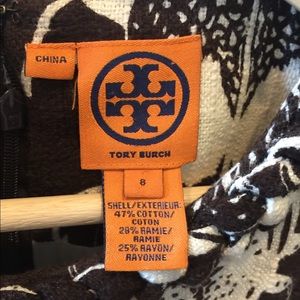 CHINA
TORY BURCH
8
SHELL/EXTERIEUR:
47% COTTON/
COTON
28% RAMIE/
RAMIE
25% RAYON/
RAYONNE